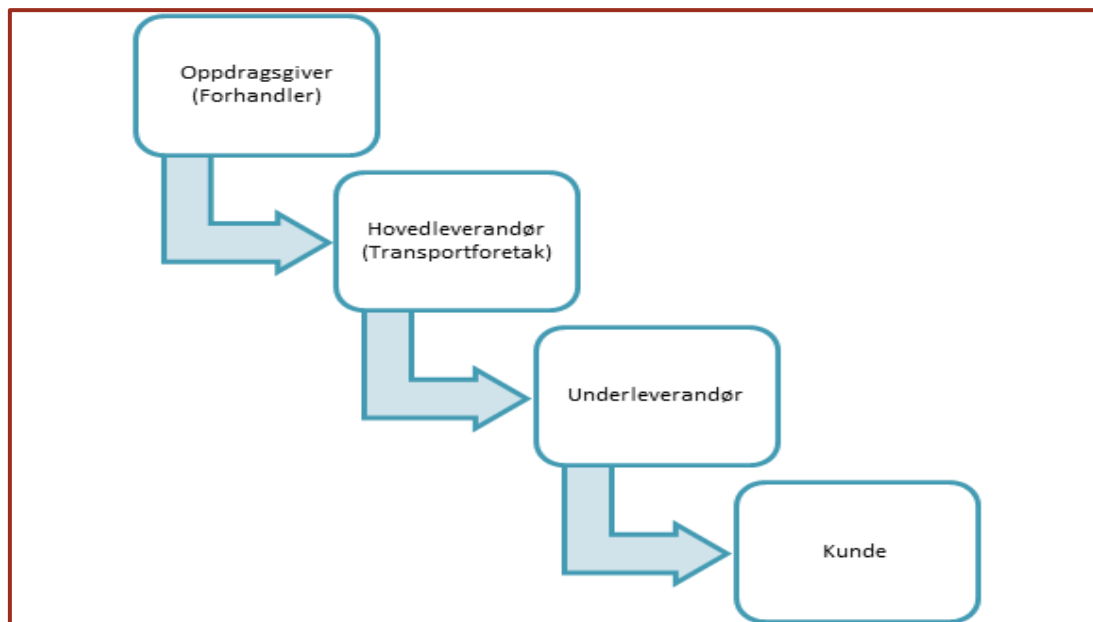 Oppdragsgiver
(Forhandler)
Hovedleverandør
(Transportforetak)
Underleverandør
Kunde